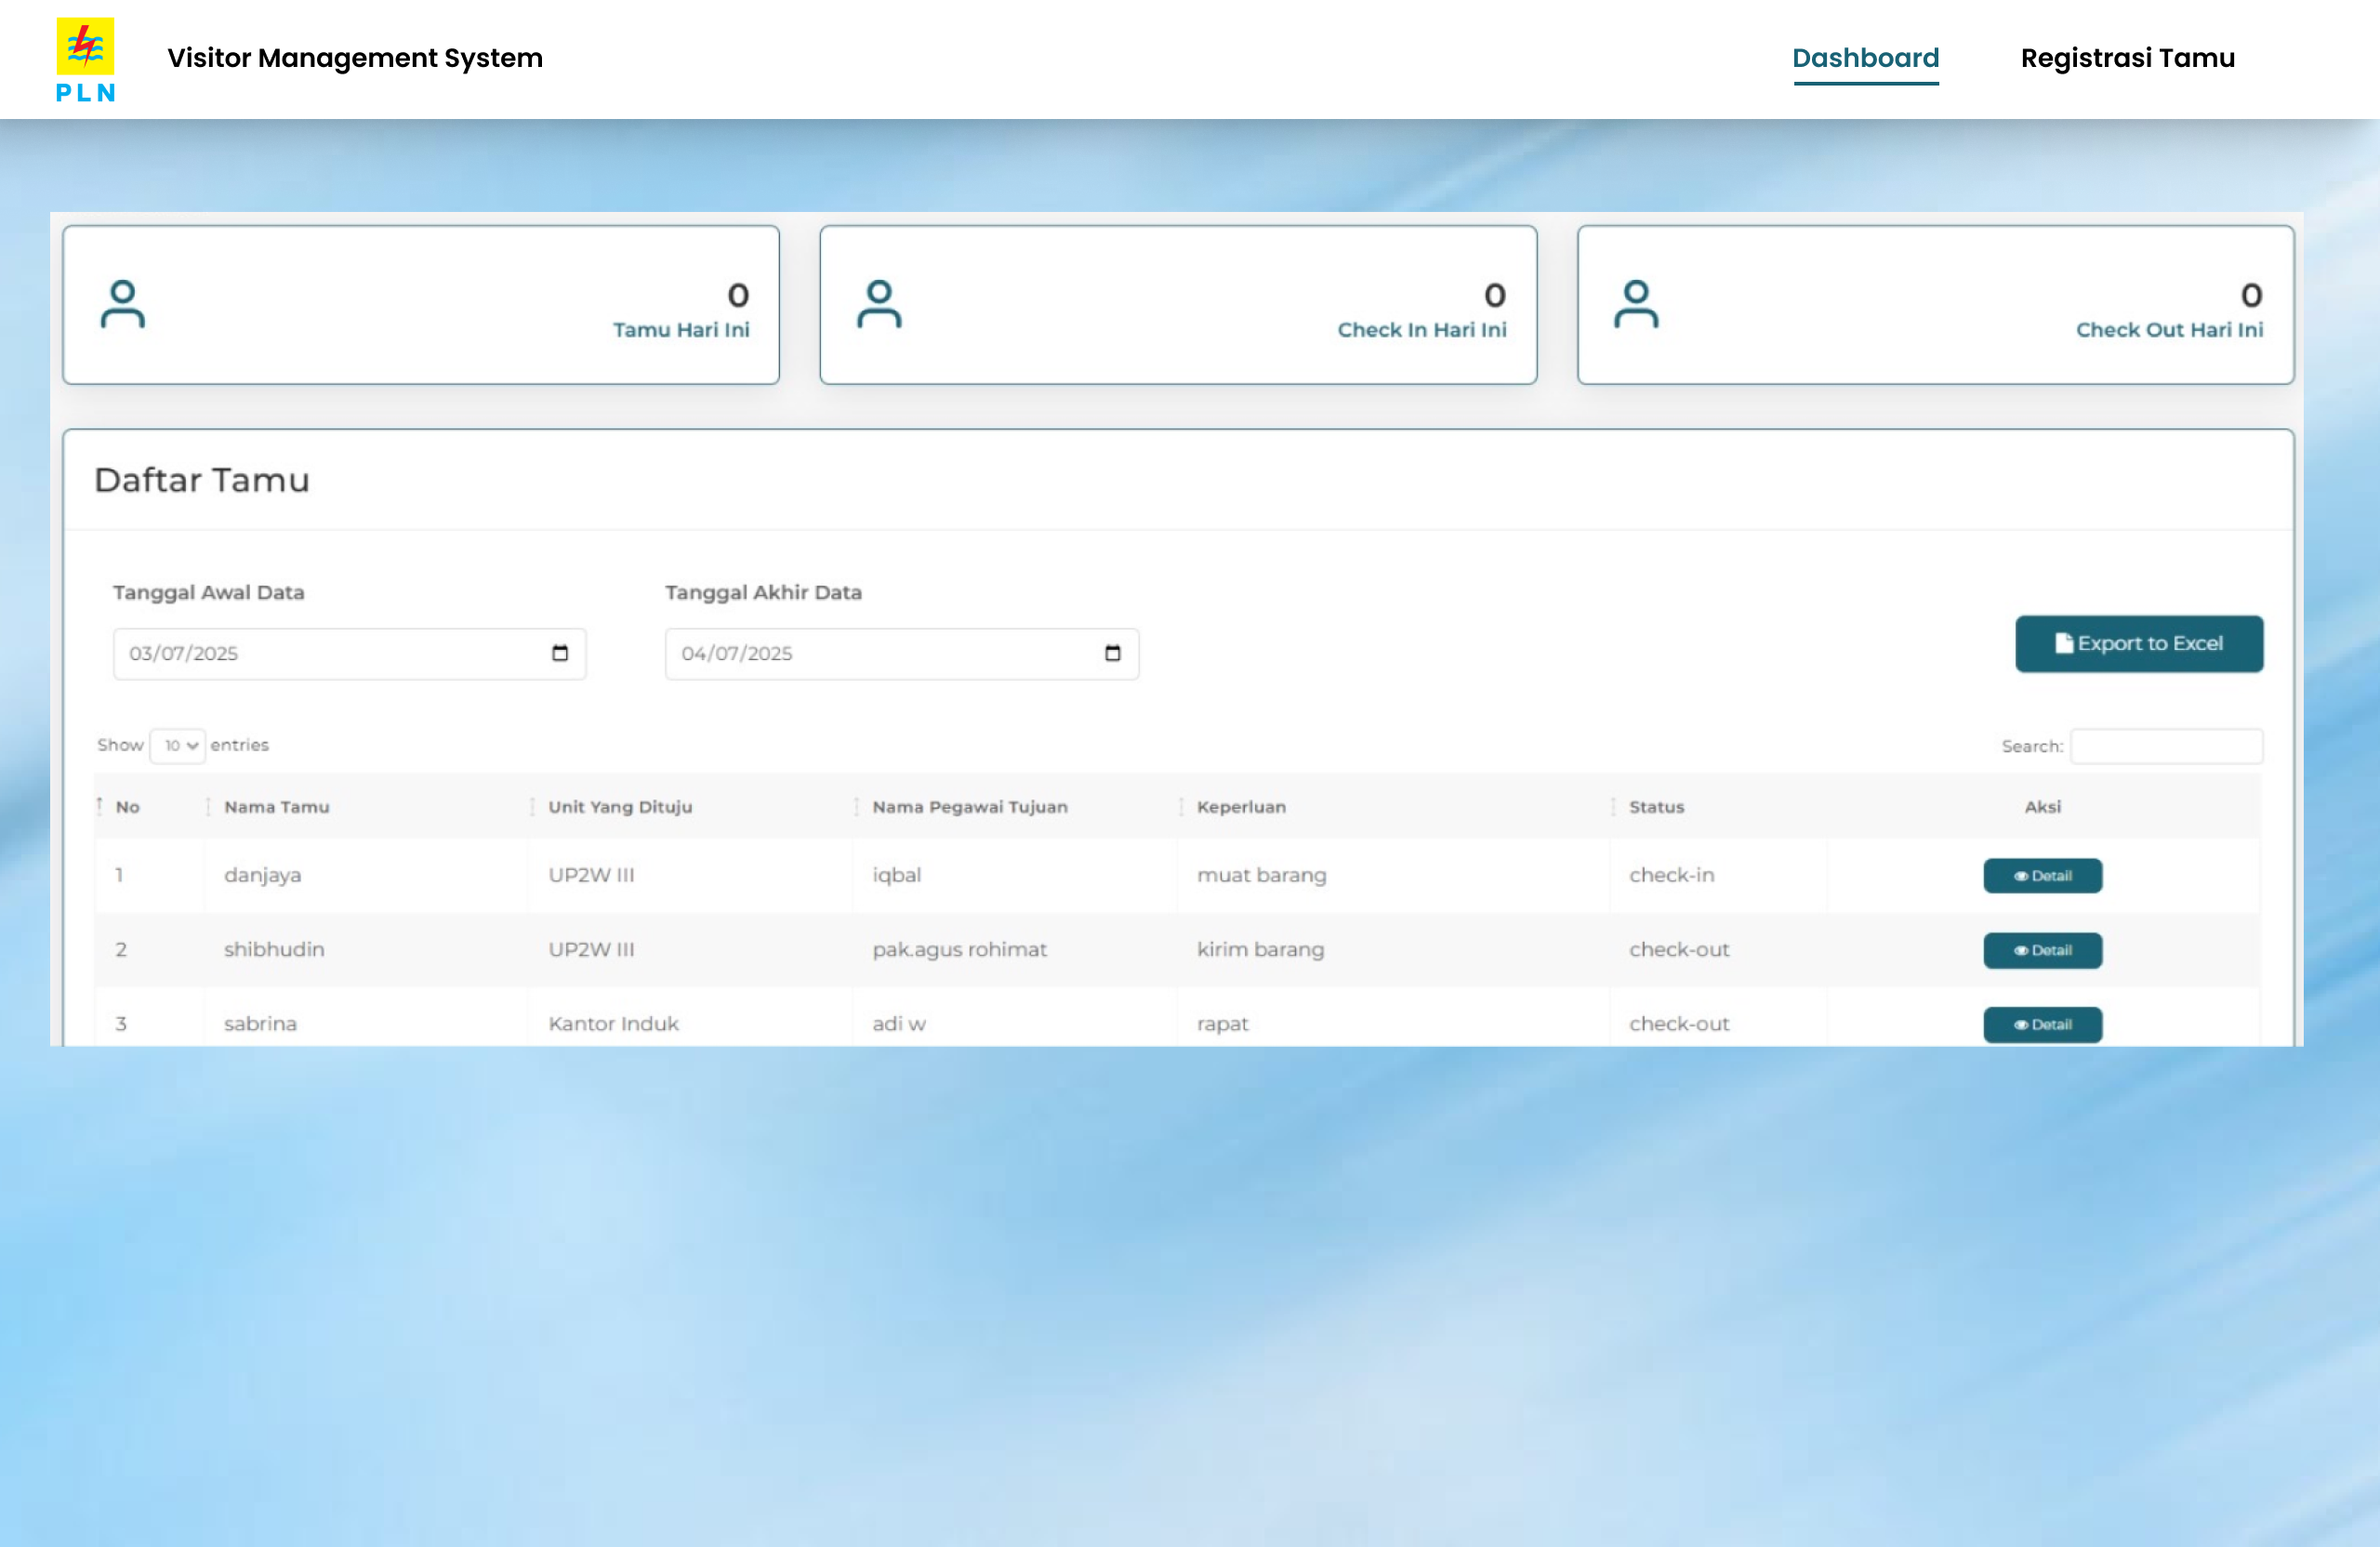 PLN
Visitor Management System
Dashboard
Registrasi Tamu
0
Tamu Hari Ini
0
Check In Hari Ini
0
Check Out Hari Ini
Daftar Tamu
Tanggal Awal Data
Tanggal Akhir Data
03/07/2025
04/07/2025
Export to Excel
Show 10 entries
Search:
No Nama Tamu Unit Yang Dituju Nama Pegawai Tujuan Keperluan Status Aksi
1 danjaya UP2W III iqbal muat barang check-in Detail
2 shibhudin UP2W III pak.agus rohimat kirim barang check-out Detail
3 sabrina Kantor Induk adi w rapat check-out Detail